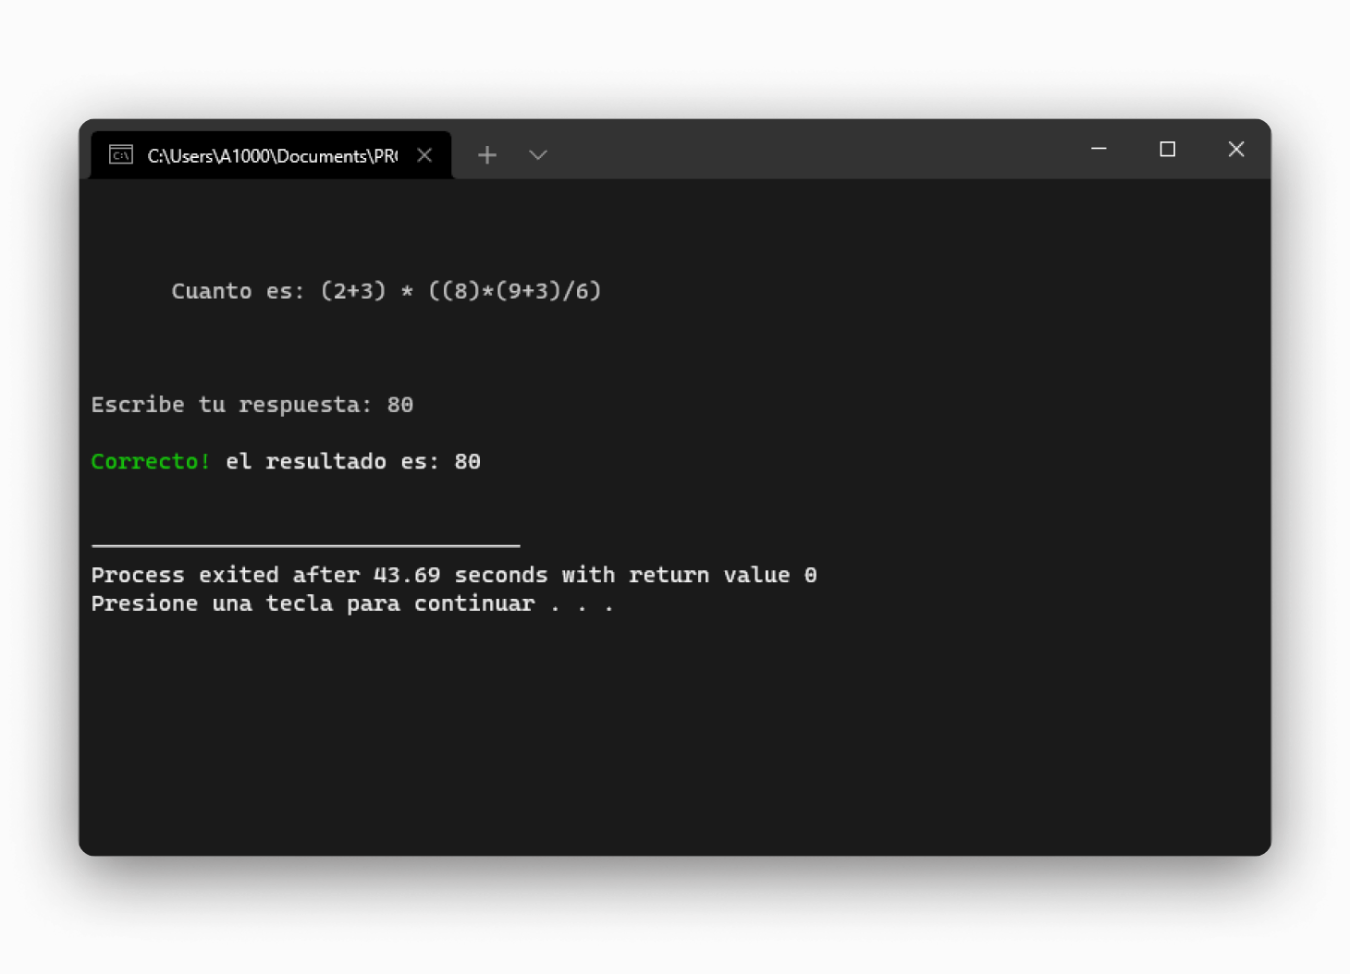 C:\Users\A1000\Documents\PR
Cuanto es: (2+3) * ((8)*(9+3)/6)
Escribe tu respuesta: 80
Correcto! el resultado es: 80
Process exited after 43.69 seconds with return value 0
Presione una tecla para continuar . . .